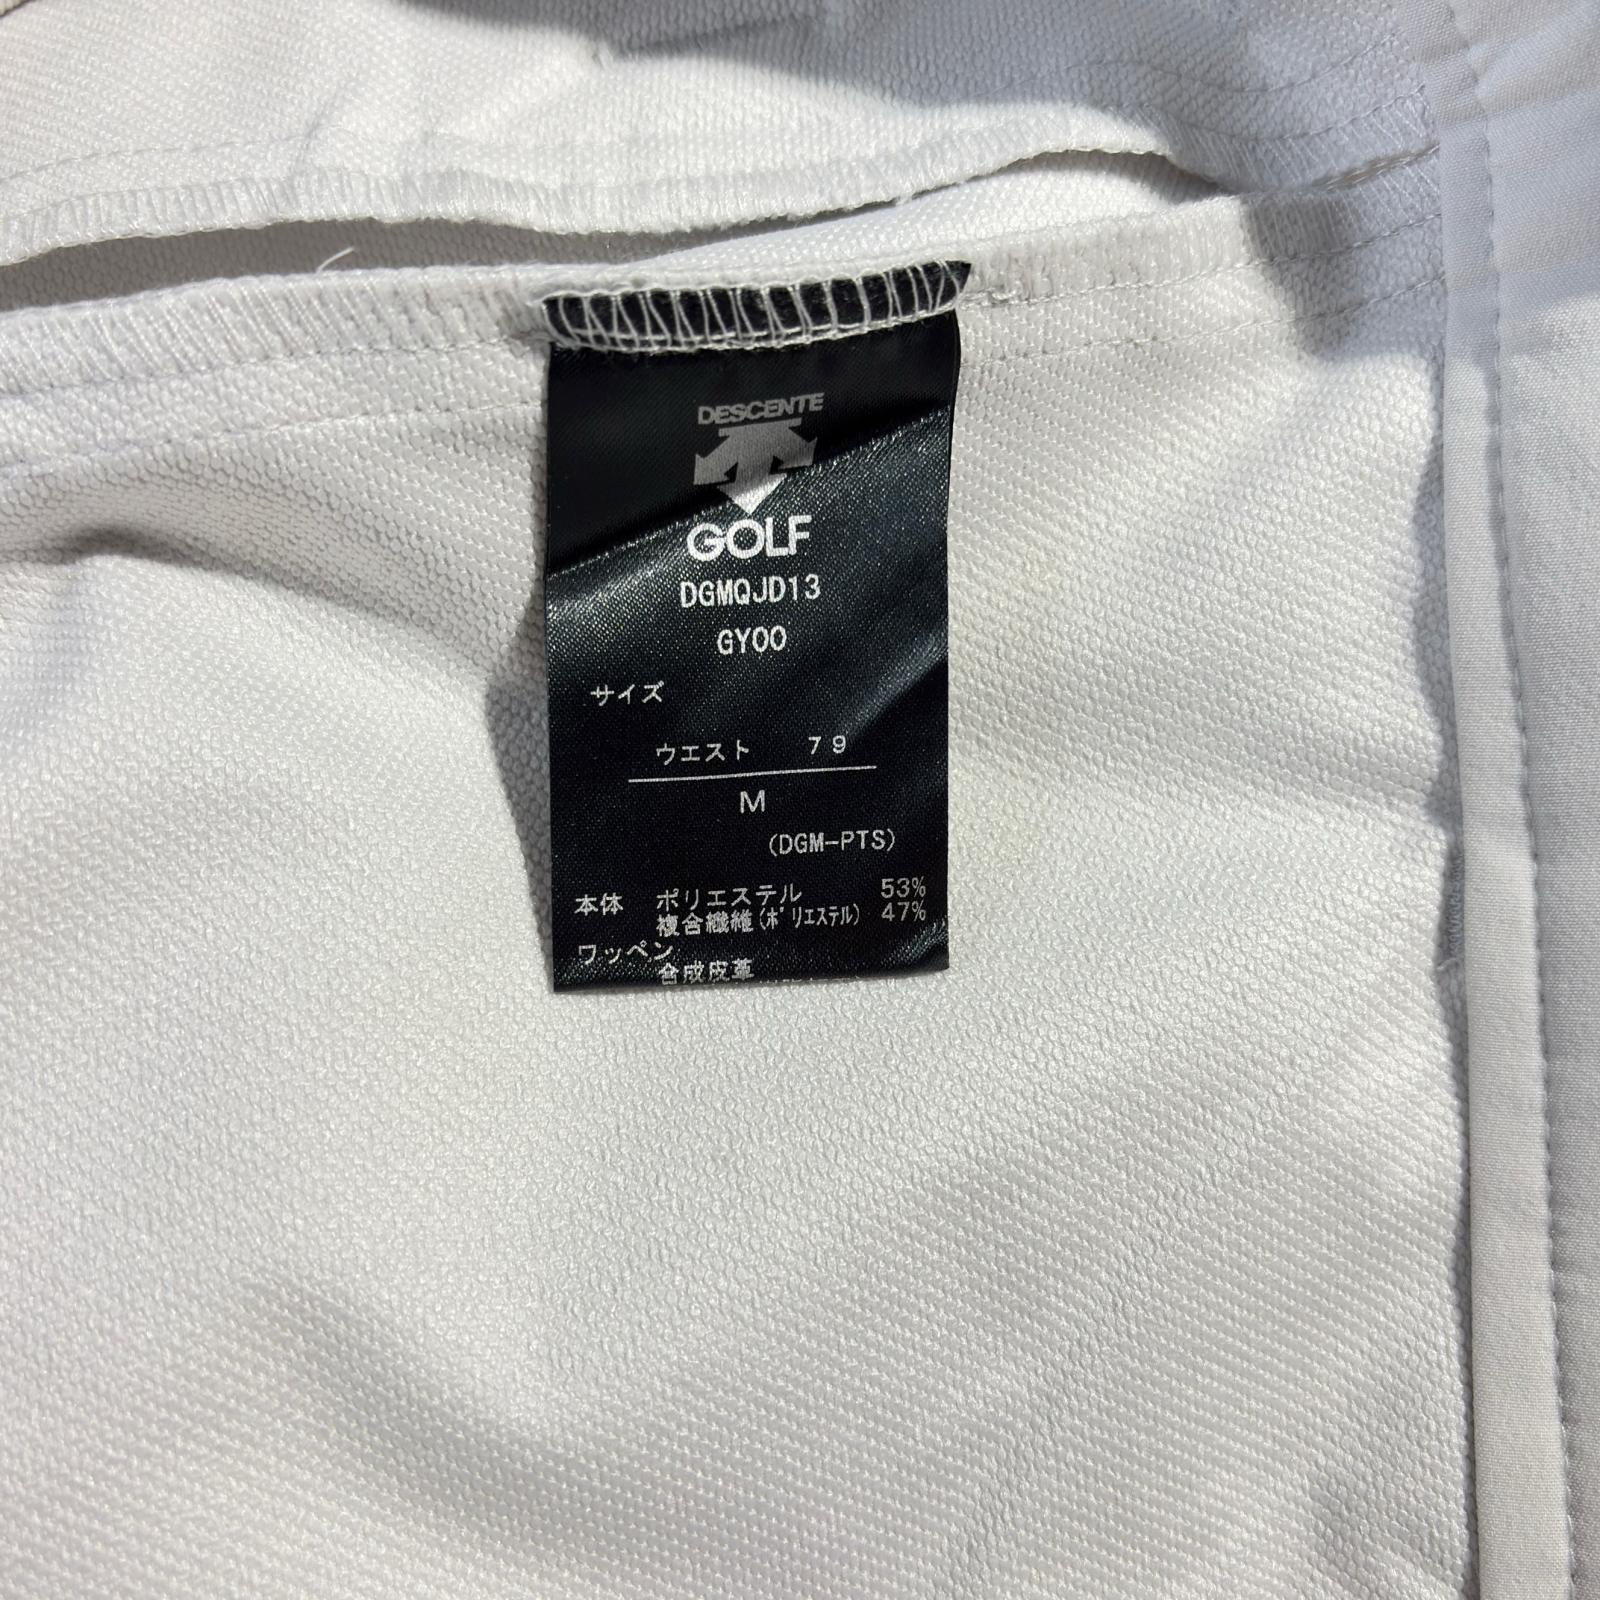 DESCENTE
GOLF
DGMQJD13
GY00
サイズ
ウエスト 79
M
(DGM-PTS)
本体 ポリエステル 53%
複合繊維(ポリエステル) 47%
ワッペン
合成皮革